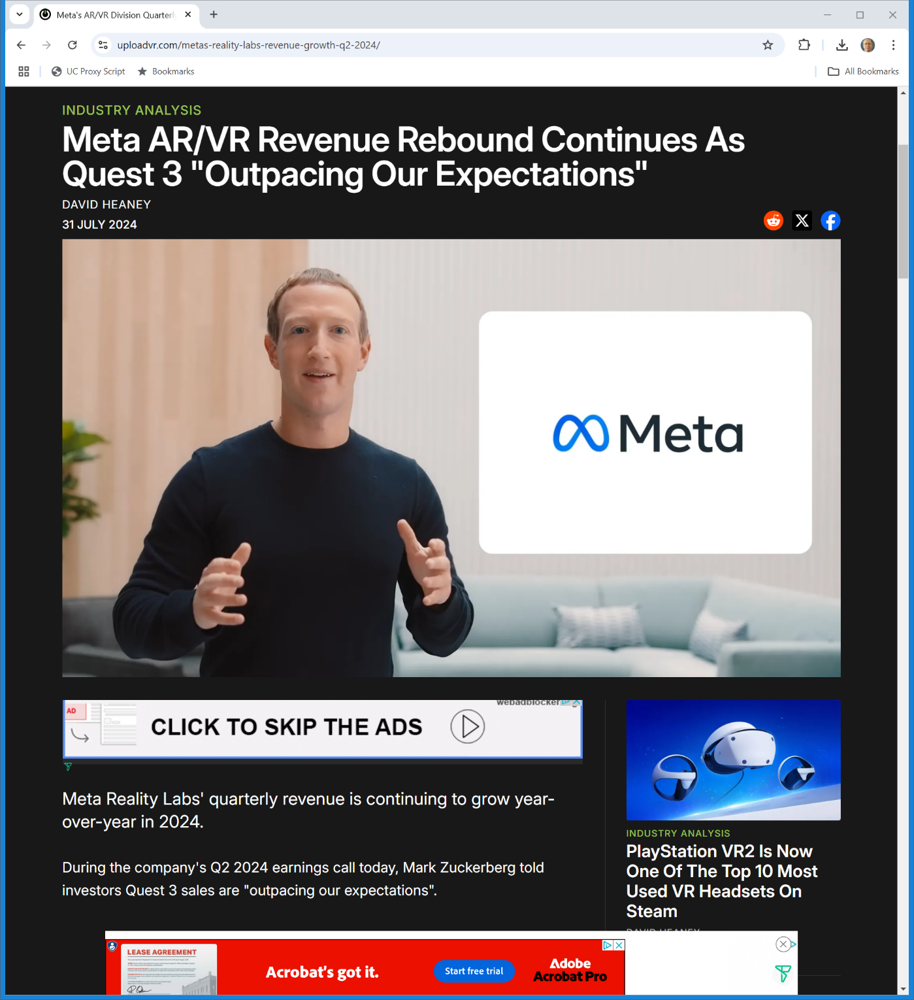 Meta's AR/VR Division Quarterl
uploadvr.com/metas-reality-labs-revenue-growth-q2-2024/
UC Proxy Script
Bookmarks
All Bookmarks
INDUSTRY ANALYSIS
Meta AR/VR Revenue Rebound Continues As
Quest 3 "Outpacing Our Expectations"
DAVID HEANEY
31 JULY 2024
Meta
webadblocker
AD
CLICK TO SKIP THE ADS
Meta Reality Labs' quarterly revenue is continuing to grow year-
over-year in 2024.
During the company's Q2 2024 earnings call today, Mark Zuckerberg told
investors Quest 3 sales are "outpacing our expectations".
INDUSTRY ANALYSIS
PlayStation VR2 Is Now
One Of The Top 10 Most
Used VR Headsets On
Steam
DAVID HEANEY
LEASE AGREEMENT
Acrobat's got it.
Start free trial
Adobe
Acrobat Pro